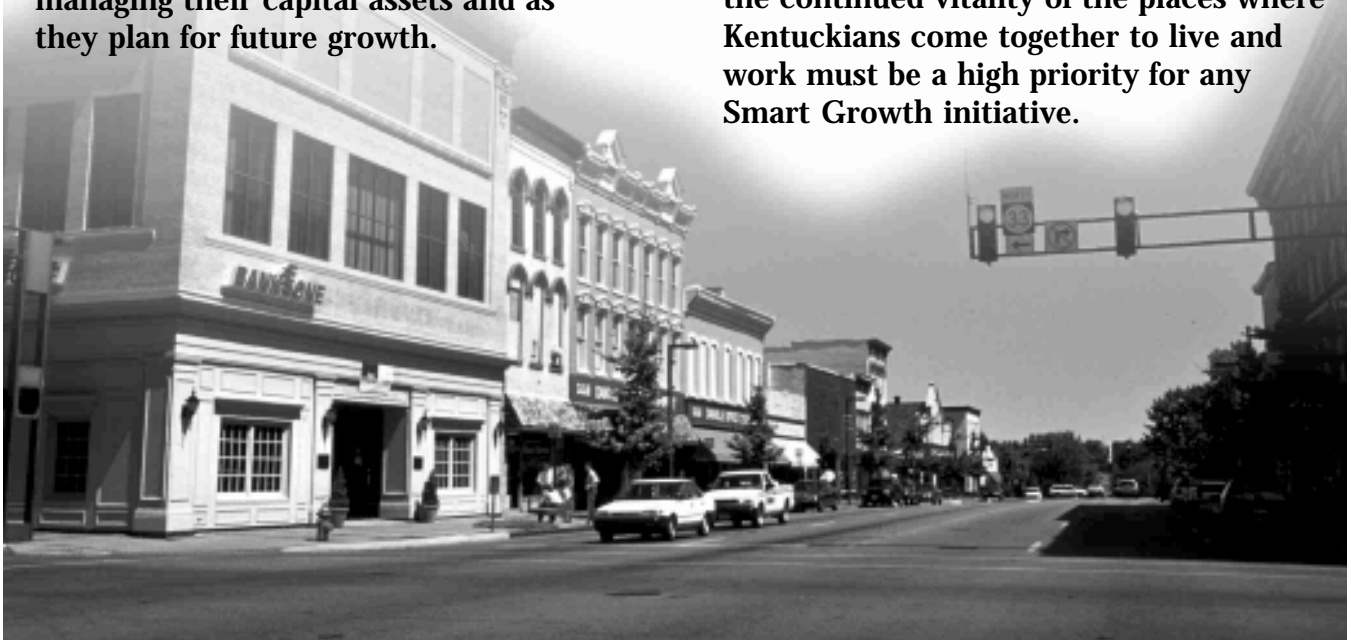 managing their capital assets and as
they plan for future growth.
the continued vitality of the places where
Kentuckians come together to live and
work must be a high priority for any
Smart Growth initiative.
33
BANK ONE